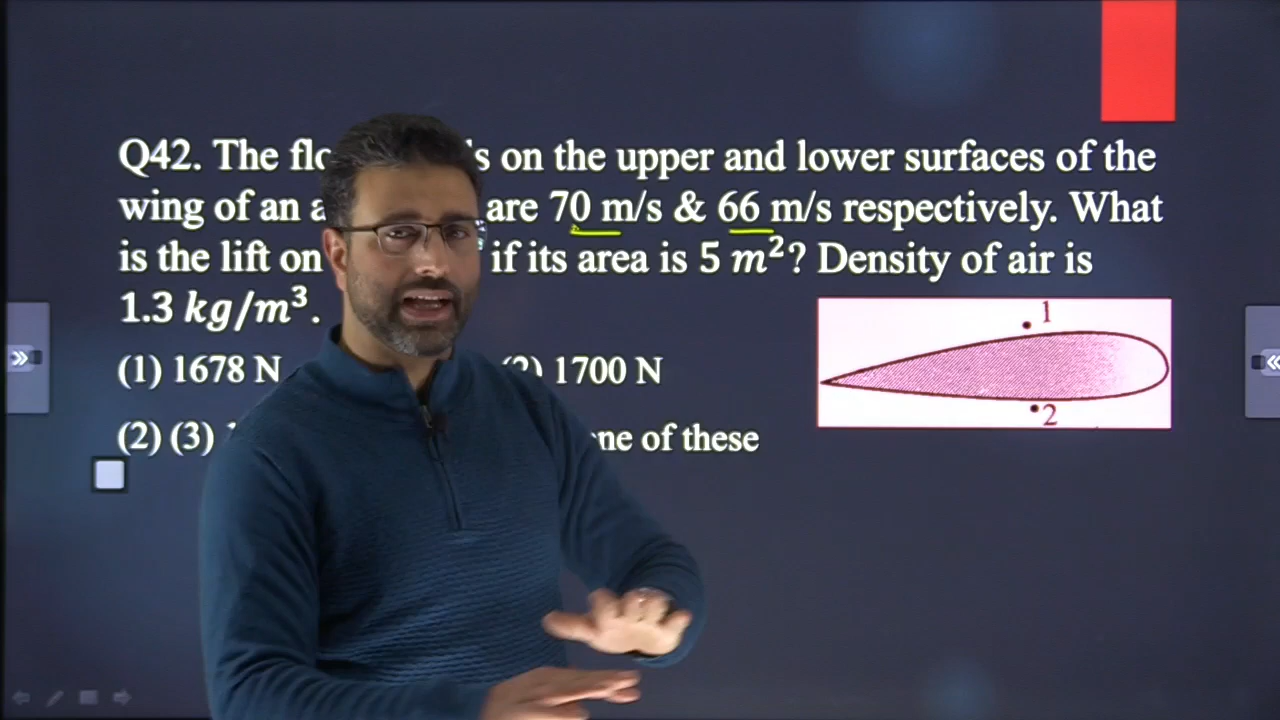 Q42. The flo s on the upper and lower surfaces of the
wing of an a are 70 m/s & 66 m/s respectively. What
is the lift on if its area is 5 m²? Density of air is
1.3 kg/m³.
(1) 1678 N (2) 1700 N
(2) (3) ne of these
1
2